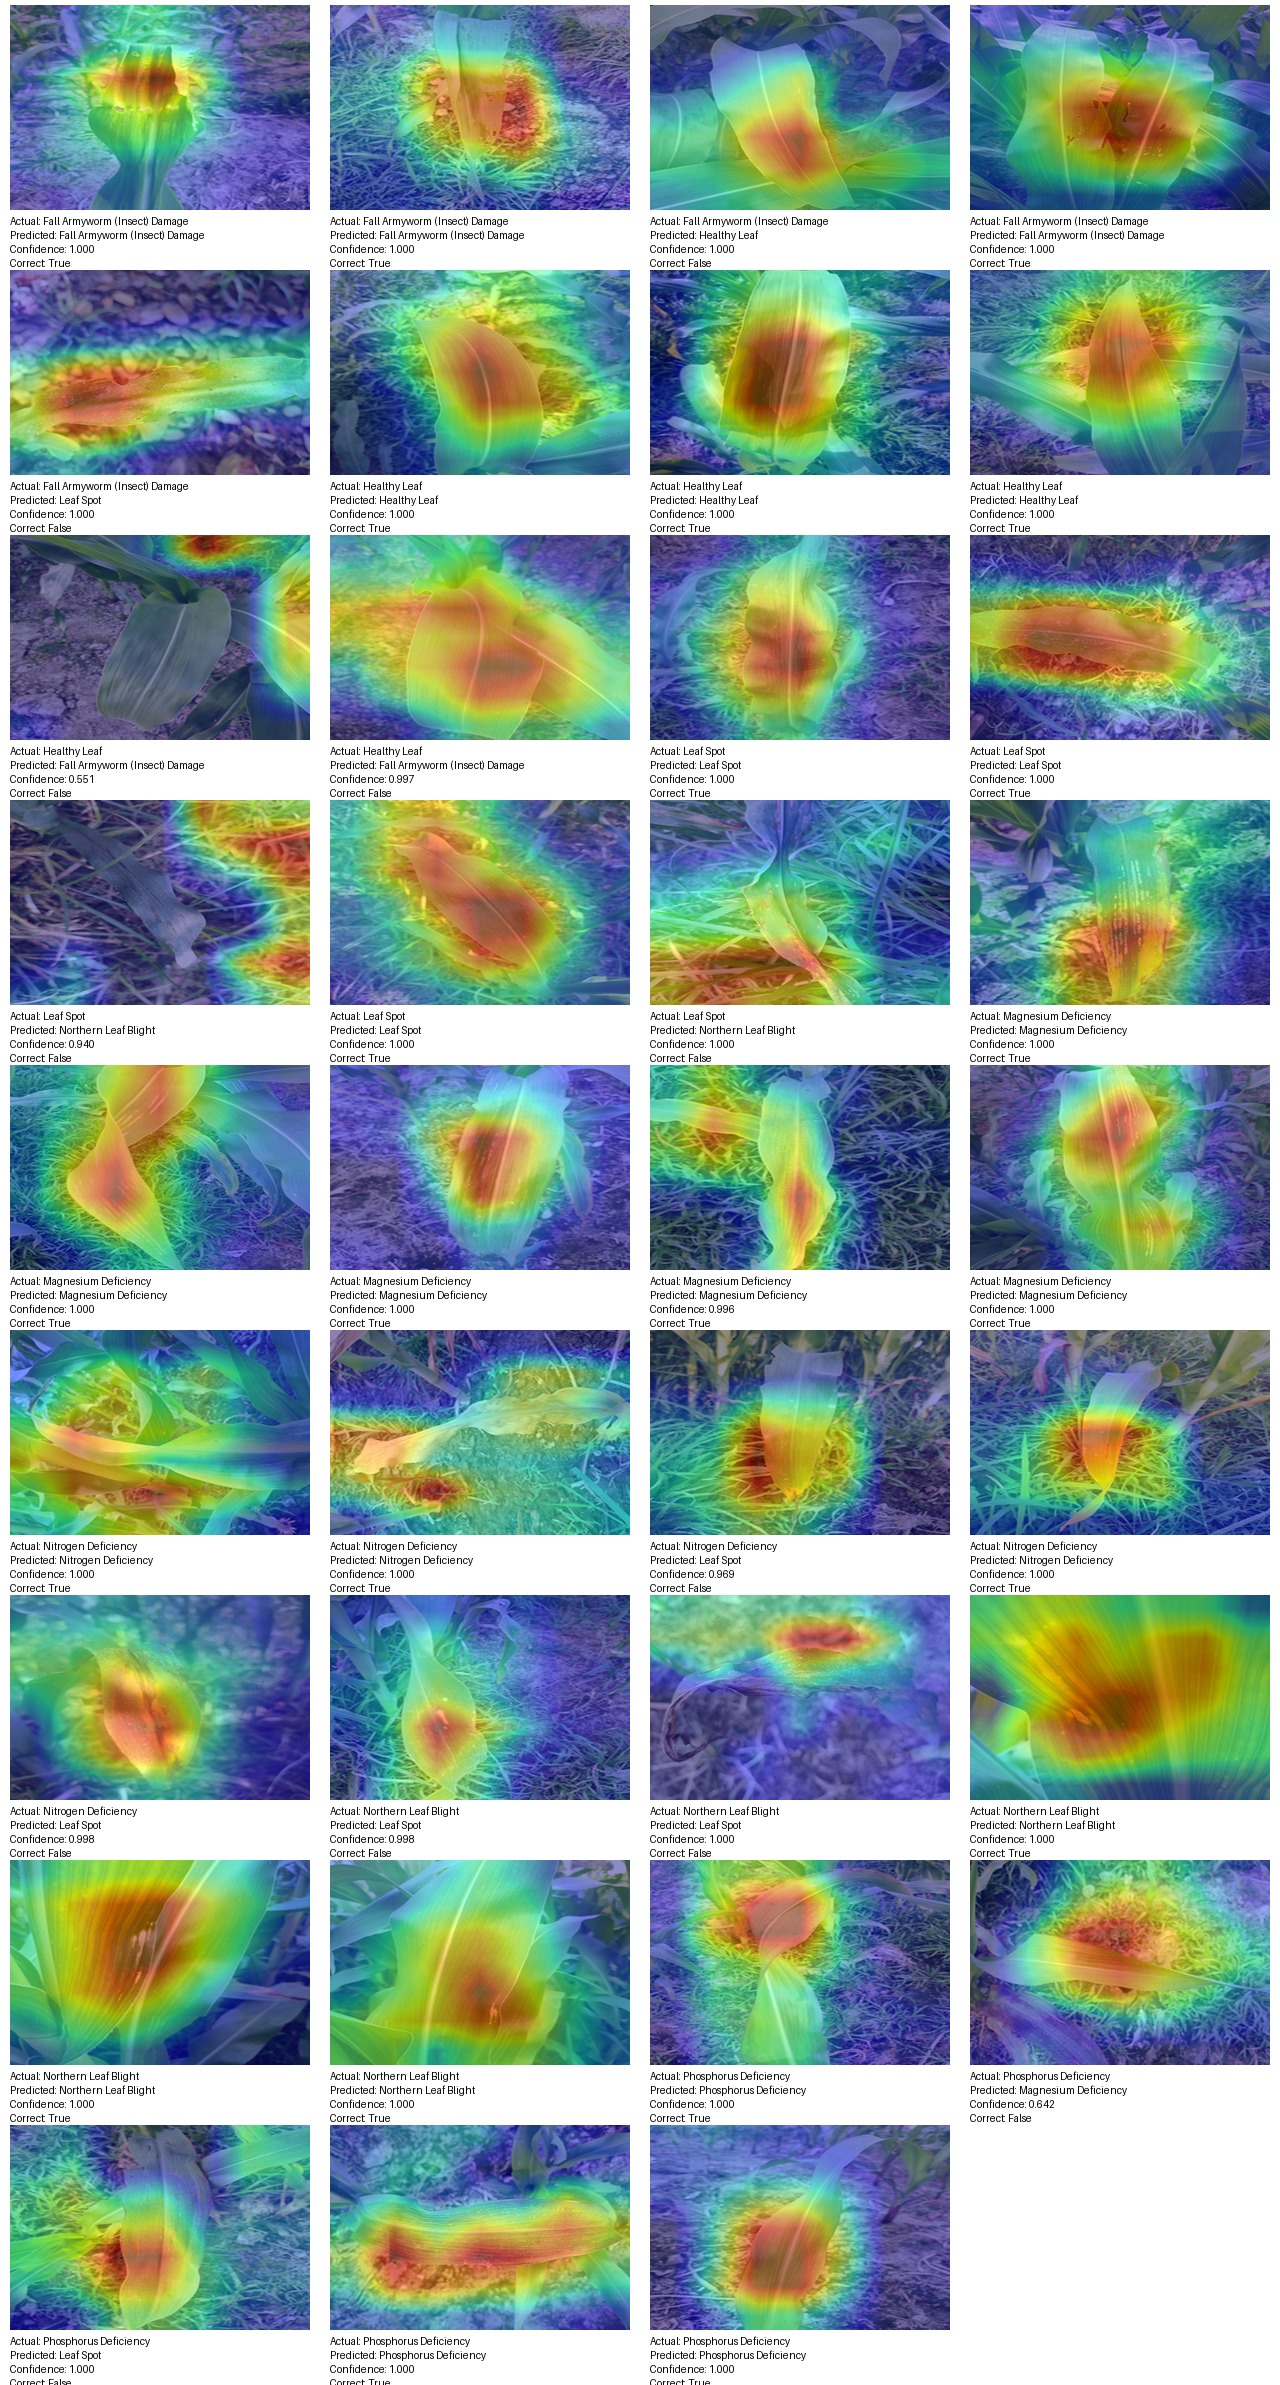 Actual: Fall Armyworm (Insect) Damage
Predicted: Fall Armyworm (Insect) Damage
Confidence: 1.000
Correct: True
Actual: Fall Armyworm (Insect) Damage
Predicted: Fall Armyworm (Insect) Damage
Confidence: 1.000
Correct: True
Actual: Fall Armyworm (Insect) Damage
Predicted: Healthy Leaf
Confidence: 1.000
Correct: False
Actual: Fall Armyworm (Insect) Damage
Predicted: Fall Armyworm (Insect) Damage
Confidence: 1.000
Correct: True
Actual: Fall Armyworm (Insect) Damage
Predicted: Leaf Spot
Confidence: 1.000
Correct: False
Actual: Healthy Leaf
Predicted: Healthy Leaf
Confidence: 1.000
Correct: True
Actual: Healthy Leaf
Predicted: Healthy Leaf
Confidence: 1.000
Correct: True
Actual: Healthy Leaf
Predicted: Healthy Leaf
Confidence: 1.000
Correct: True
Actual: Healthy Leaf
Predicted: Fall Armyworm (Insect) Damage
Confidence: 0.551
Correct: False
Actual: Healthy Leaf
Predicted: Fall Armyworm (Insect) Damage
Confidence: 0.997
Correct: False
Actual: Leaf Spot
Predicted: Leaf Spot
Confidence: 1.000
Correct: True
Actual: Leaf Spot
Predicted: Leaf Spot
Confidence: 1.000
Correct: True
Actual: Leaf Spot
Predicted: Northern Leaf Blight
Confidence: 0.940
Correct: False
Actual: Leaf Spot
Predicted: Leaf Spot
Confidence: 1.000
Correct: True
Actual: Leaf Spot
Predicted: Northern Leaf Blight
Confidence: 1.000
Correct: False
Actual: Magnesium Deficiency
Predicted: Magnesium Deficiency
Confidence: 1.000
Correct: True
Actual: Magnesium Deficiency
Predicted: Magnesium Deficiency
Confidence: 1.000
Correct: True
Actual: Magnesium Deficiency
Predicted: Magnesium Deficiency
Confidence: 1.000
Correct: True
Actual: Magnesium Deficiency
Predicted: Magnesium Deficiency
Confidence: 0.996
Correct: True
Actual: Magnesium Deficiency
Predicted: Magnesium Deficiency
Confidence: 1.000
Correct: True
Actual: Nitrogen Deficiency
Predicted: Nitrogen Deficiency
Confidence: 1.000
Correct: True
Actual: Nitrogen Deficiency
Predicted: Nitrogen Deficiency
Confidence: 1.000
Correct: True
Actual: Nitrogen Deficiency
Predicted: Leaf Spot
Confidence: 0.969
Correct: False
Actual: Nitrogen Deficiency
Predicted: Nitrogen Deficiency
Confidence: 1.000
Correct: True
Actual: Nitrogen Deficiency
Predicted: Leaf Spot
Confidence: 0.998
Correct: False
Actual: Northern Leaf Blight
Predicted: Leaf Spot
Confidence: 0.998
Correct: False
Actual: Northern Leaf Blight
Predicted: Leaf Spot
Confidence: 1.000
Correct: False
Actual: Northern Leaf Blight
Predicted: Northern Leaf Blight
Confidence: 1.000
Correct: True
Actual: Northern Leaf Blight
Predicted: Northern Leaf Blight
Confidence: 1.000
Correct: True
Actual: Northern Leaf Blight
Predicted: Northern Leaf Blight
Confidence: 1.000
Correct: True
Actual: Phosphorus Deficiency
Predicted: Phosphorus Deficiency
Confidence: 1.000
Correct: True
Actual: Phosphorus Deficiency
Predicted: Magnesium Deficiency
Confidence: 0.642
Correct: False
Actual: Phosphorus Deficiency
Predicted: Leaf Spot
Confidence: 1.000
Correct: False
Actual: Phosphorus Deficiency
Predicted: Phosphorus Deficiency
Confidence: 1.000
Correct: True
Actual: Phosphorus Deficiency
Predicted: Phosphorus Deficiency
Confidence: 1.000
Correct: True